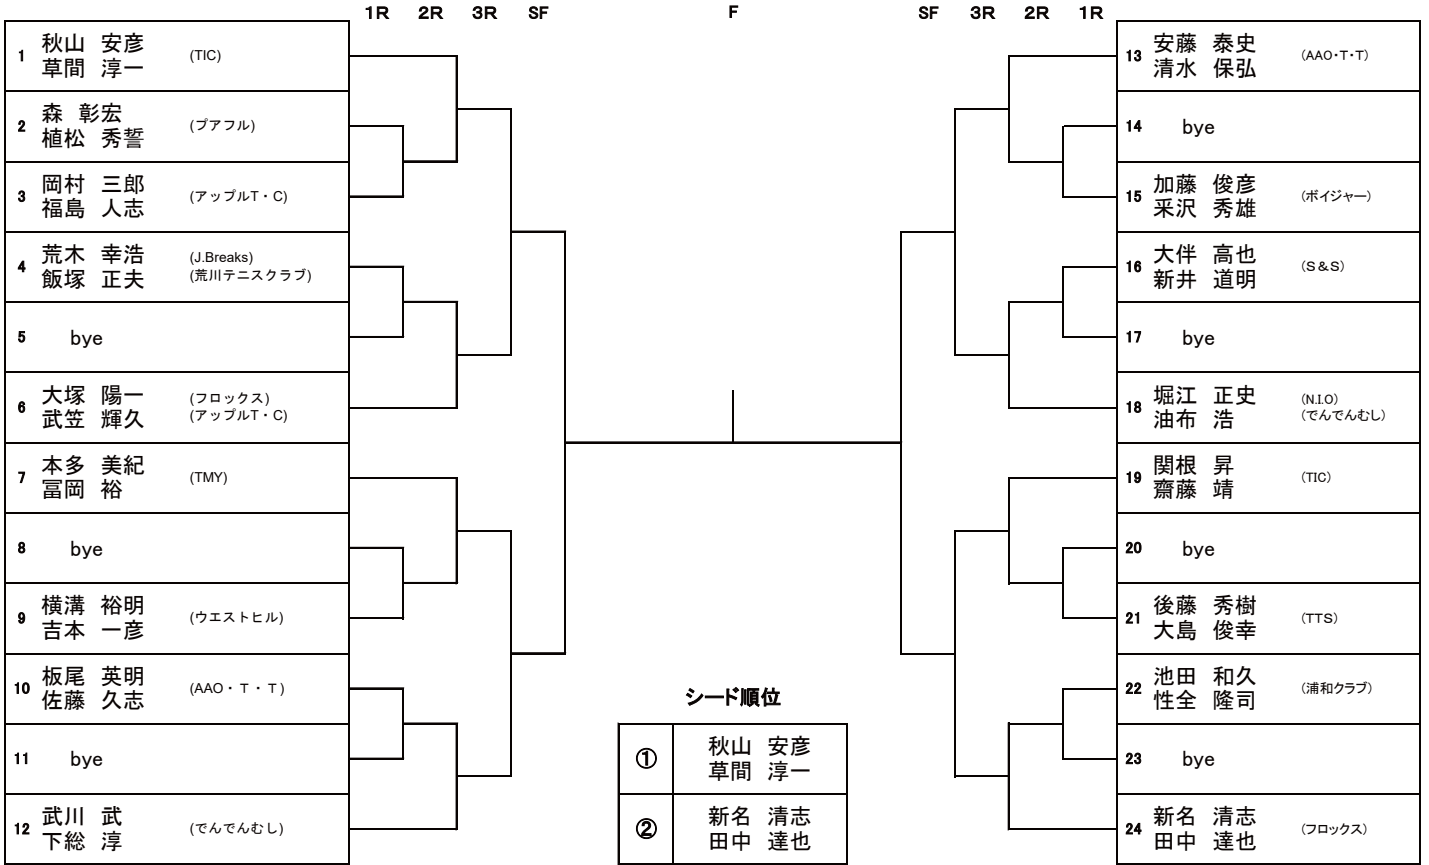 1R 2R 3R SF F SF 3R 2R 1R
1 秋山 安彦 (TIC)
草間 淳一
2 森 彰宏 (プアフル)
植松 秀誓
3 岡村 三郎 (アップルT・C)
福島 人志
4 荒木 幸浩 (J.Breaks)
飯塚 正夫 (荒川テニスクラブ)
5 bye
6 大塚 陽一 (フロックス)
武笠 輝久 (アップルT・C)
7 本多 美紀 (TMY)
冨岡 裕
8 bye
9 横溝 裕明 (ウエストヒル)
吉本 一彦
10 板尾 英明 (AAO・T・T)
佐藤 久志
11 bye
12 武川 武 (でんでんむし)
下総 淳
13 安藤 泰史 (AAO・T・T)
清水 保弘
14 bye
15 加藤 俊彦 (ボイジャー)
釆沢 秀雄
16 大伴 高也 (S&S)
新井 道明
17 bye
18 堀江 正史 (N.I.O)
油布 浩 (でんでんむし)
19 関根 昇 (TIC)
齋藤 靖
20 bye
21 後藤 秀樹 (TTS)
大島 俊幸
22 池田 和久 (浦和クラブ)
性全 隆司
23 bye
24 新名 清志 (フロックス)
田中 達也
シード順位
① 秋山 安彦
草間 淳一
② 新名 清志
田中 達也